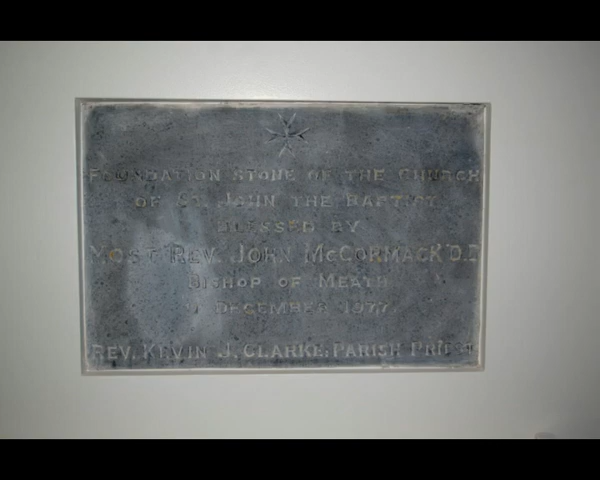 FOUNDATION STONE OF THE CHURCH
OF ST. JOHN THE BAPTIST
BLESSED BY
MOST REV. JOHN MCCORMACK D.D
BISHOP OF MEATH
DECEMBER 1977
REV. KEVIN J. CLARKE, PARISH PRIEST